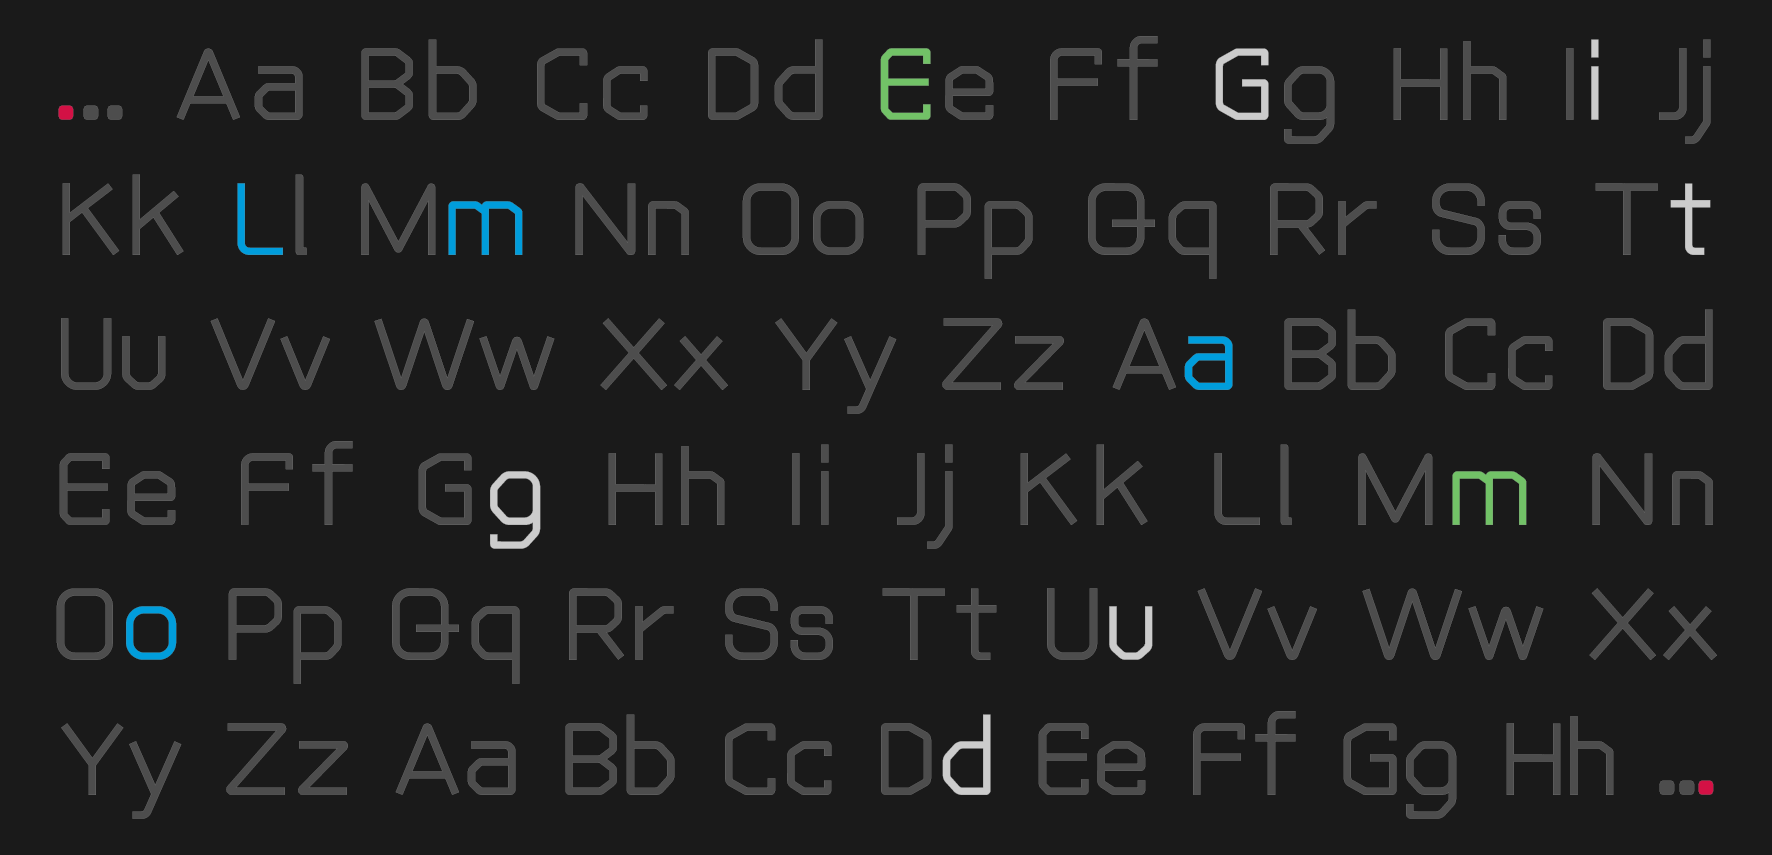 ... Aa Bb Cc Dd Ee Ff Gg Hh Ii Jj
Kk Ll Mm Nn Oo Pp Qq Rr Ss Tt
Uu Vv Ww Xx Yy Zz Aa Bb Cc Dd
Ee Ff Gg Hh Ii Jj Kk Ll Mm Nn
Oo Pp Qq Rr Ss Tt Uu Vv Ww Xx
Yy Zz Aa Bb Cc Dd Ee Ff Gg Hh ...